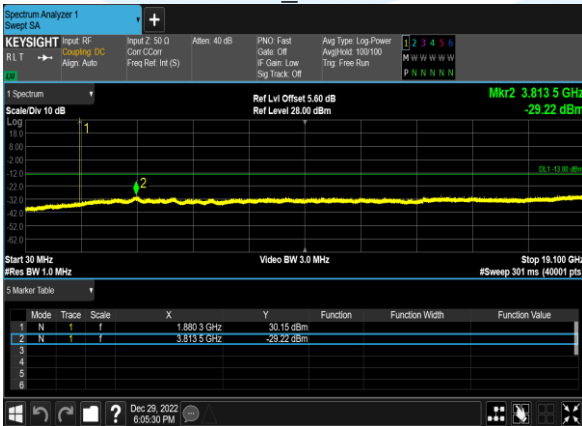 Spectrum Analyzer 1
Swept SA
+
KEYSIGHT Input: RF Input Z: 50 Ω Atten: 40 dB PNO: Fast Avg Type: Log-Power 1 2 3 4 5 6
RLT Coupling: DC Corr CCorr Gate: Off Avg|Hold: 100/100 M W W W W W
Align: Auto Freq Ref: Int (S) IF Gain: Low Trig: Free Run
LU Sig Track: Off P N N N N N
1 Spectrum Ref Lvl Offset 5.60 dB Mkr2 3.813 5 GHz
Scale/Div 10 dB Ref Level 28.00 dBm -29.22 dBm
Log
1
18.0
8.00
-2.00
DL1 -13.00 dBm
-12.0
2
-22.0
-32.0
-42.0
-52.0
-62.0
Start 30 MHz Video BW 3.0 MHz Stop 19.100 GHz
#Res BW 1.0 MHz #Sweep 301 ms (40001 pts)
5 Marker Table
Mode Trace Scale X Y Function Function Width Function Value
1 N 1 f 1.880 3 GHz 30.15 dBm
2 N 1 f 3.813 5 GHz -29.22 dBm
3
4
5
6
? Dec 29, 2022
6:05:30 PM